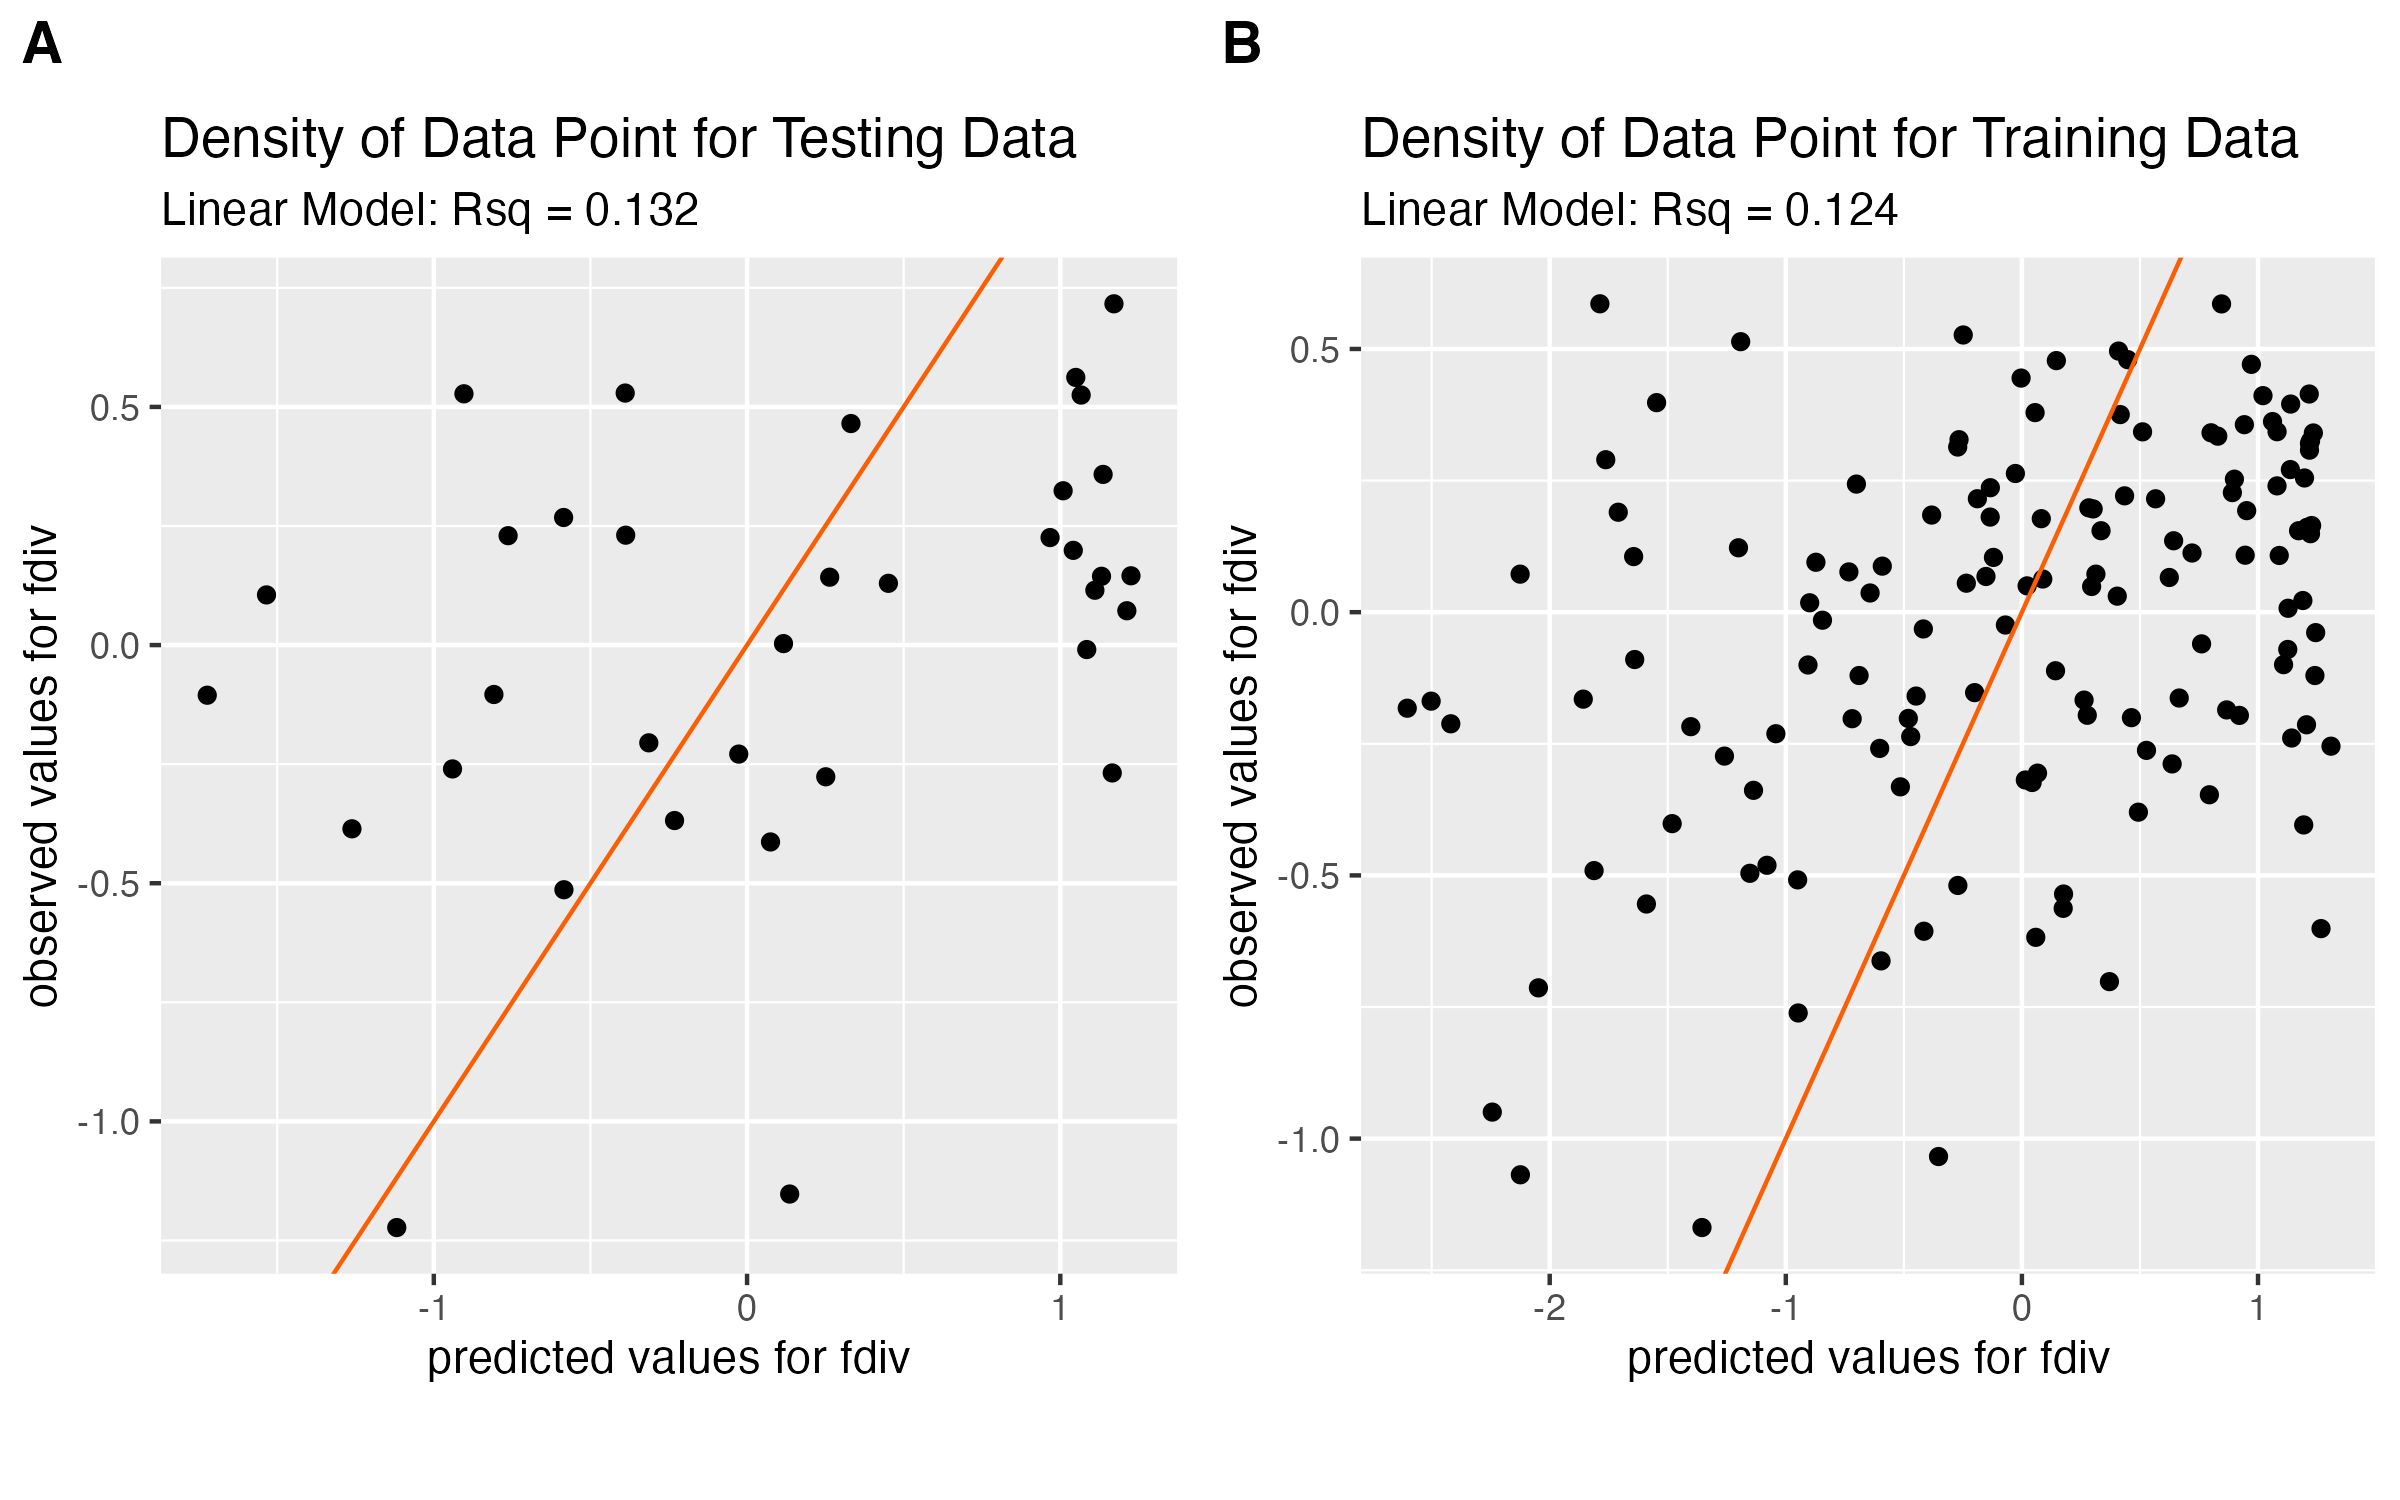 A
Density of Data Point for Testing Data
Linear Model: Rsq = 0.132
observed values for fdiv
0.5
0.0
-0.5
-1.0
-1
0
1
predicted values for fdiv
B
Density of Data Point for Training Data
Linear Model: Rsq = 0.124
observed values for fdiv
0.5
0.0
-0.5
-1.0
-2
-1
0
1
predicted values for fdiv